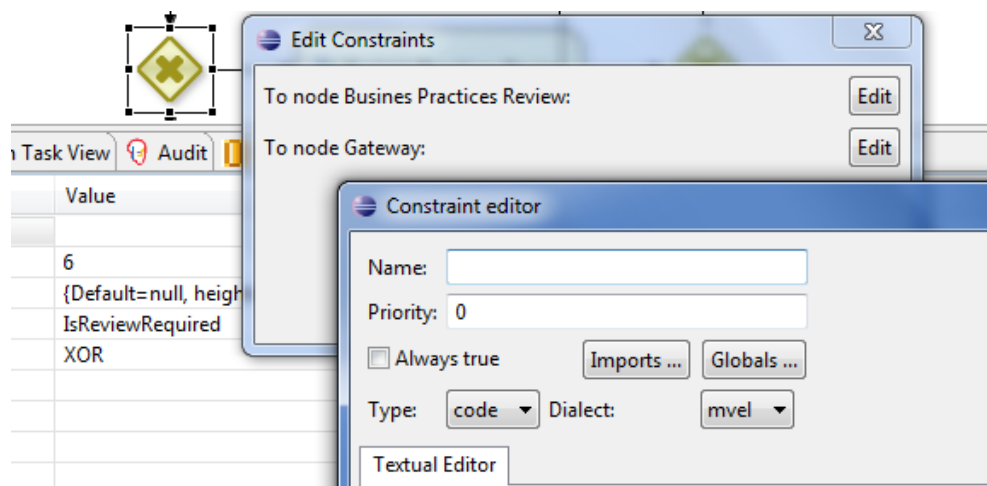 Edit Constraints
To node Busines Practices Review: Edit
To node Gateway: Edit
Task View Audit
Value
6
{Default=null, heigh
IsReviewRequired
XOR
Constraint editor
Name:
Priority: 0
Always true Imports ... Globals ...
Type: code Dialect: mvel
Textual Editor